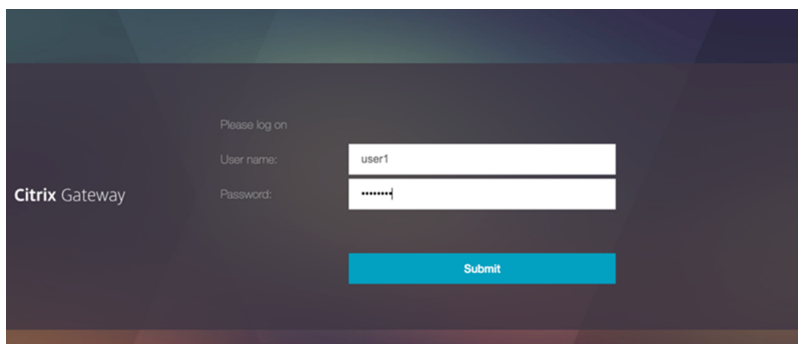 Please log on
User name:
user1
Citrix Gateway
Password:
••••••••
Submit